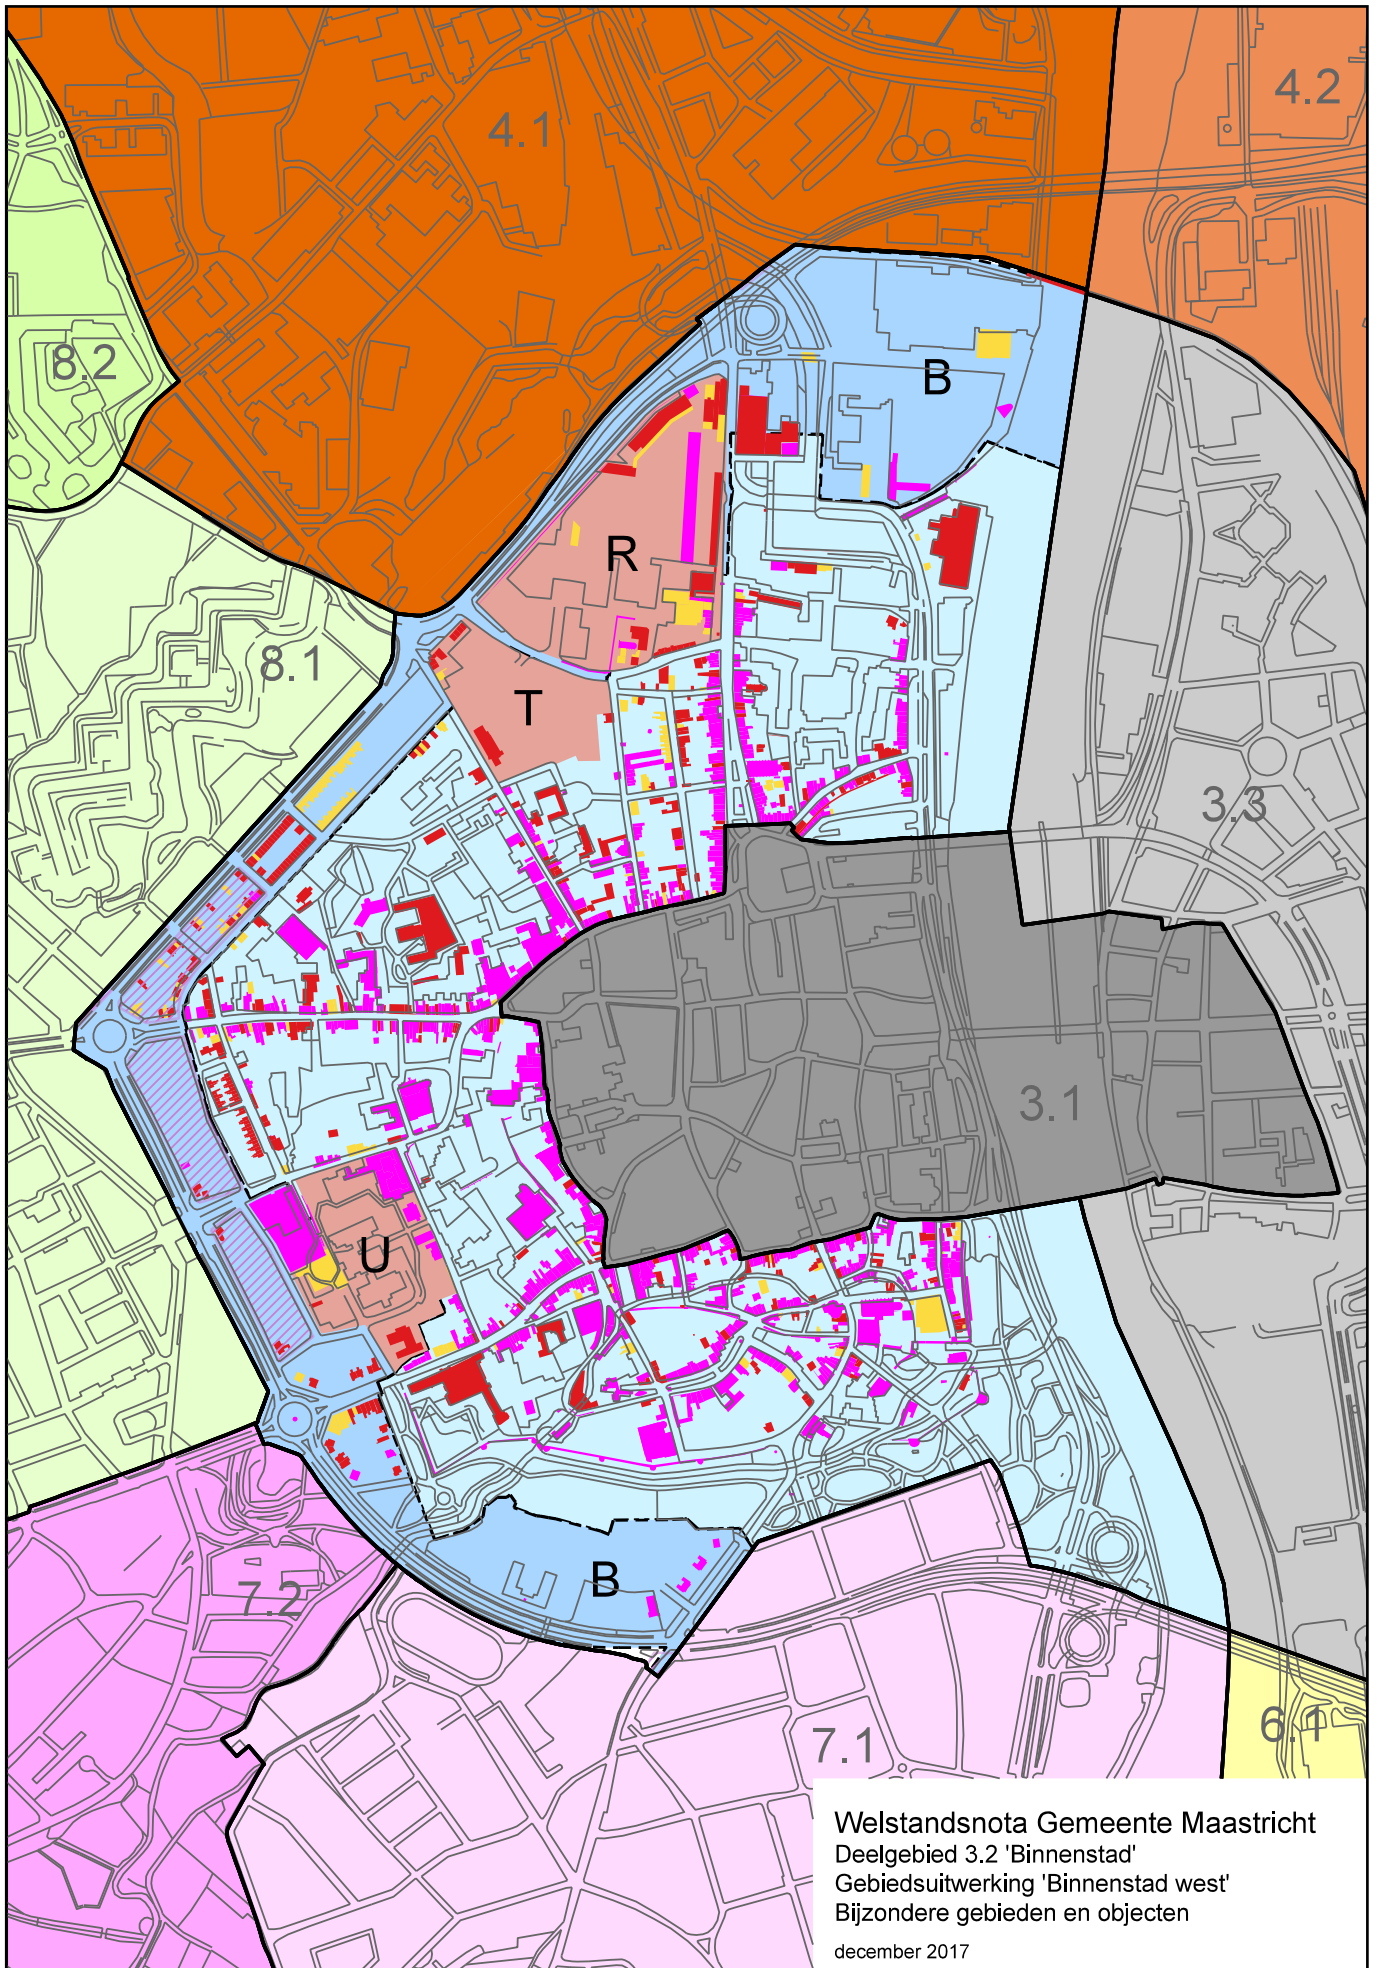 4.2
4.1
8.2
B
R
8.1
T
3.3
3.1
U
B
7.2
7.1
6.1
Welstandsnota Gemeente Maastricht
Deelgebied 3.2 'Binnenstad'
Gebiedsuitwerking 'Binnenstad west'
Bijzondere gebieden en objecten
december 2017